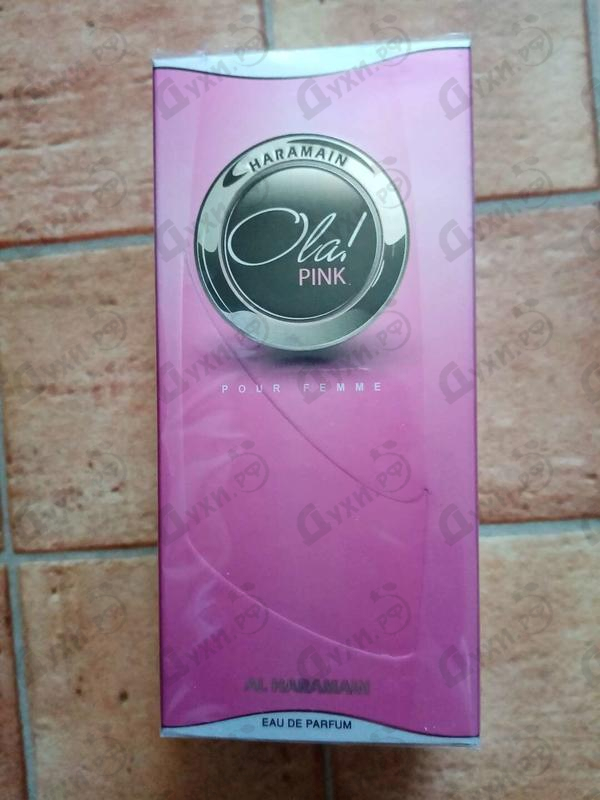 HARAMAIN
Ola!
PINK
POUR FEMME
AL HARAMAIN
EAU DE PARFUM
Духи.РФ